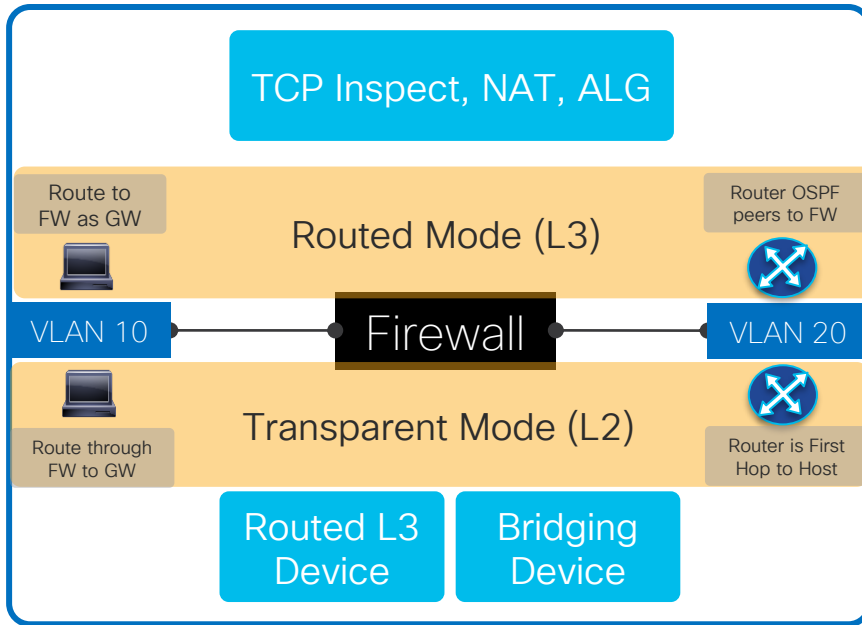 TCP Inspect, NAT, ALG
Route to
FW as GW
Routed Mode (L3)
Router OSPF
peers to FW
VLAN 10
Firewall
VLAN 20
Route through
FW to GW
Transparent Mode (L2)
Router is First
Hop to Host
Routed L3
Device
Bridging
Device